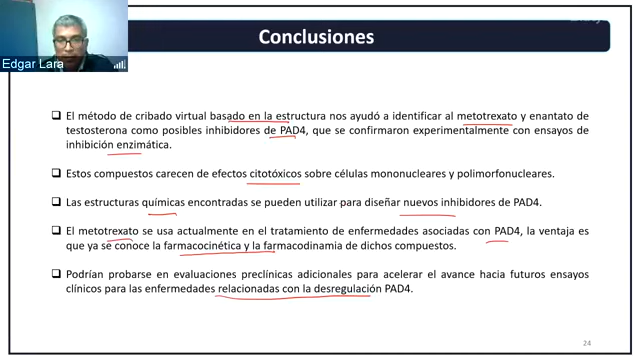 Conclusiones
Edgar Lara
El método de cribado virtual basado en la estructura nos ayudó a identificar al metotrexato y enantato de
testosterona como posibles inhibidores de PAD4, que se confirmaron experimentalmente con ensayos de
inhibición enzimática.
Estos compuestos carecen de efectos citotóxicos sobre células mononucleares y polimorfonucleares.
Las estructuras químicas encontradas se pueden utilizar para diseñar nuevos inhibidores de PAD4.
El metotrexato se usa actualmente en el tratamiento de enfermedades asociadas con PAD4, la ventaja es
que ya se conoce la farmacocinética y la farmacodinamia de dichos compuestos.
Podrían probarse en evaluaciones preclínicas adicionales para acelerar el avance hacia futuros ensayos
clínicos para las enfermedades relacionadas con la desregulación PAD4.
24